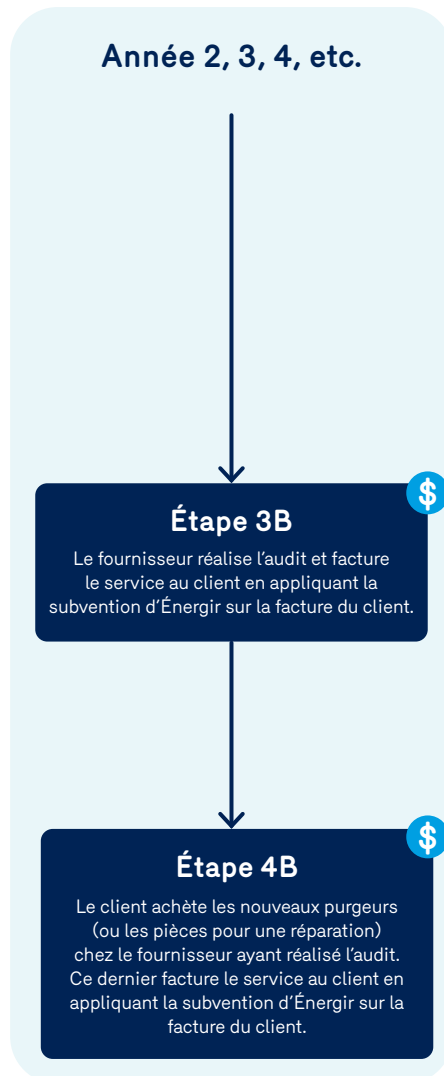 Année 2, 3, 4, etc.
$
Étape 3B
Le fournisseur réalise l’audit et facture
le service au client en appliquant la
subvention d’Énergir sur la facture du client.
$
Étape 4B
Le client achète les nouveaux purgeurs
(ou les pièces pour une réparation)
chez le fournisseur ayant réalisé l’audit.
Ce dernier facture le service au client en
appliquant la subvention d’Énergir sur la
facture du client.